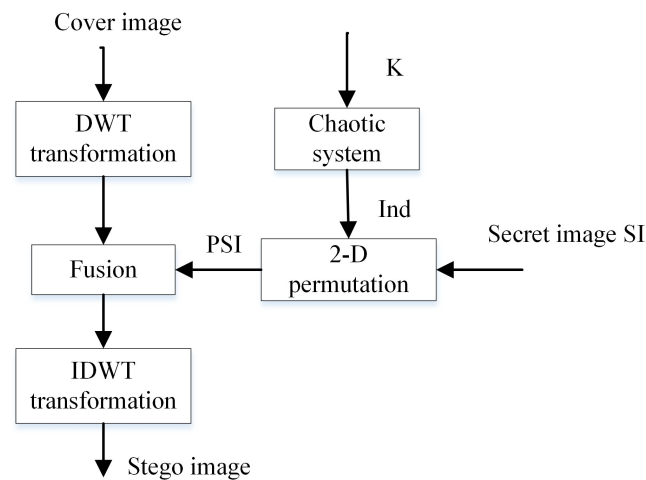 Cover image
K
DWT
transformation
Chaotic
system
Ind
PSI
Secret image SI
Fusion
2-D
permutation
IDWT
transformation
Stego image